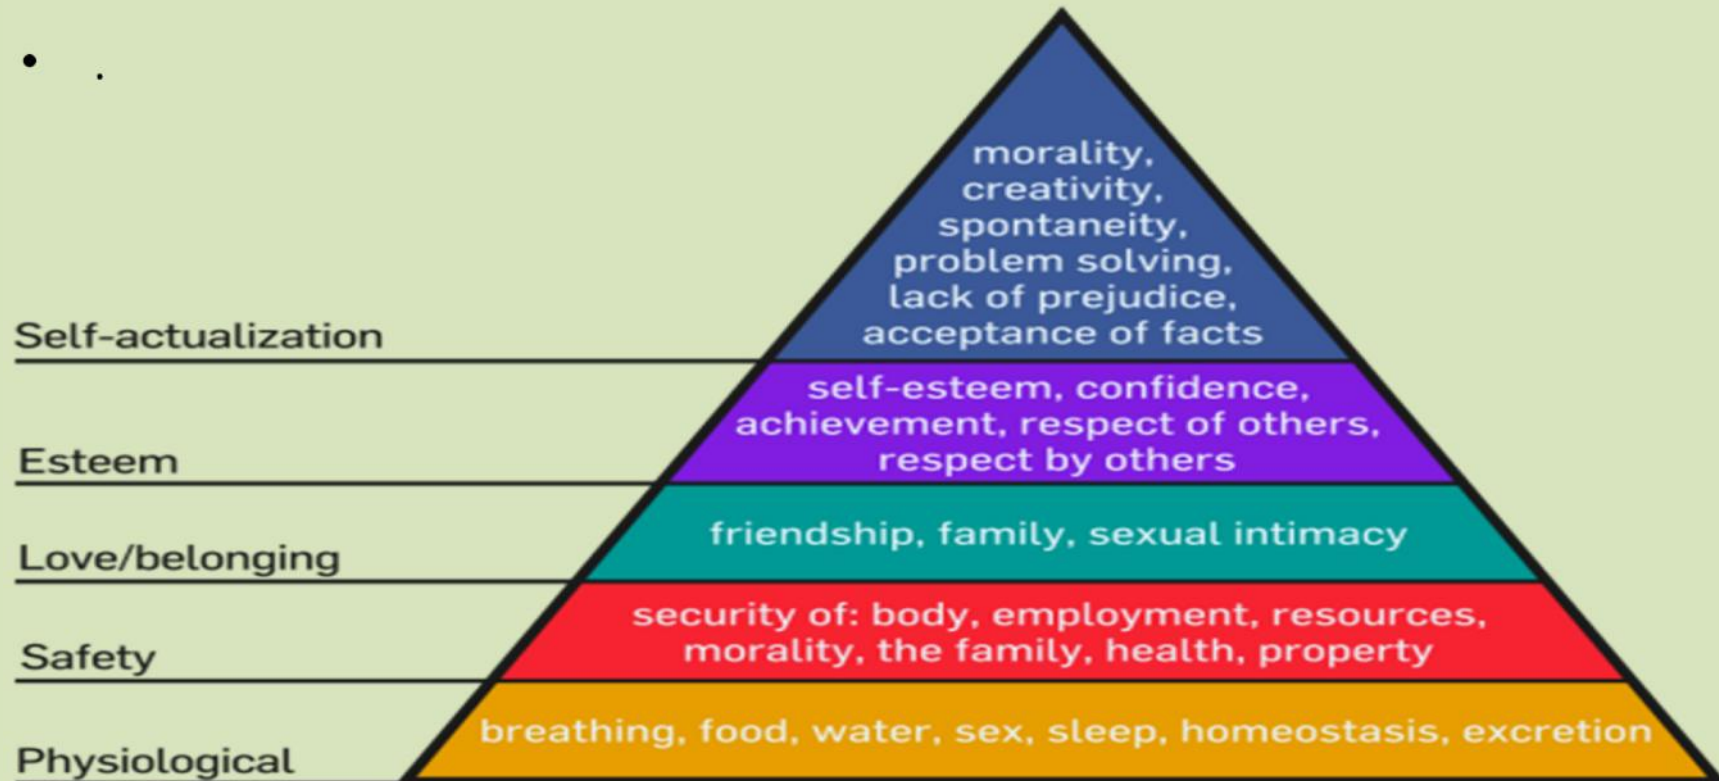 morality,
creativity,
spontaneity,
problem solving,
lack of prejudice,
acceptance of facts
Self-actualization
self-esteem, confidence,
achievement, respect of others,
respect by others
Esteem
friendship, family, sexual intimacy
Love/belonging
security of: body, employment, resources,
morality, the family, health, property
Safety
breathing, food, water, sex, sleep, homeostasis, excretion
Physiological